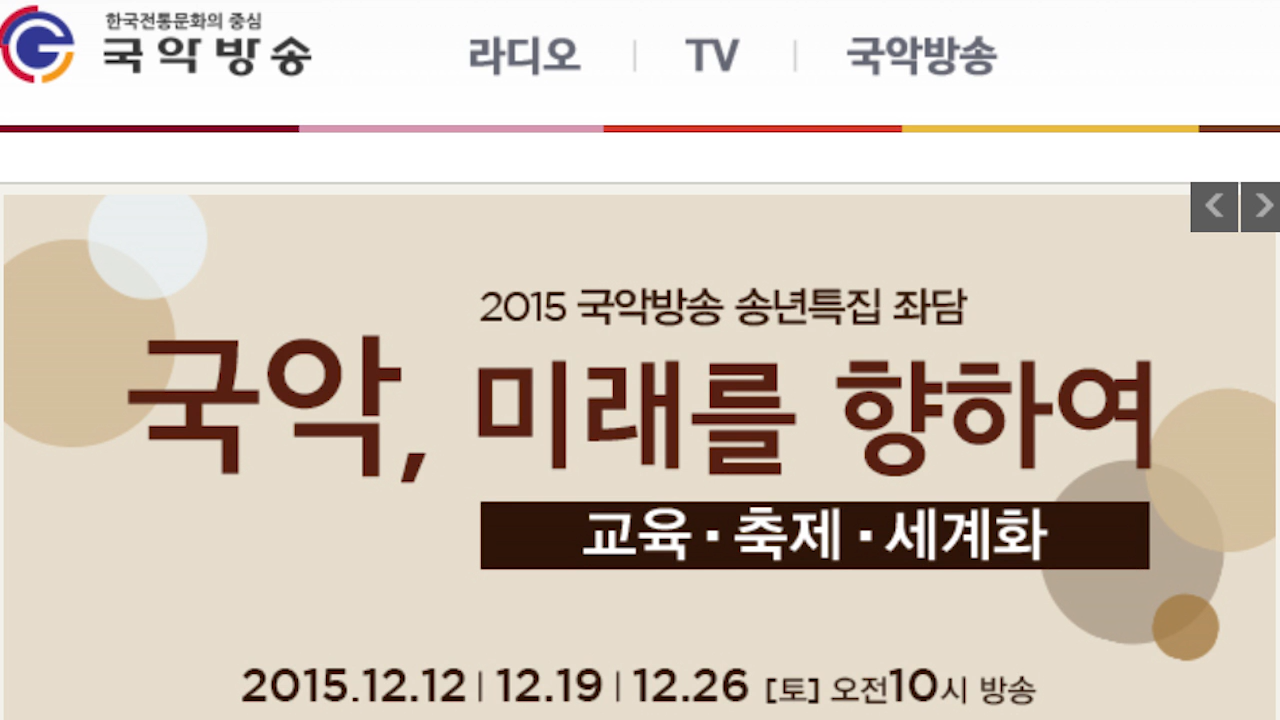 한국전통문화의 중심
국악방송
라디오 | TV | 국악방송
2015 국악방송 송년특집 좌담
국악, 미래를 향하여
교육·축제·세계화
2015.12.12 | 12.19 | 12.26 [토] 오전10시 방송